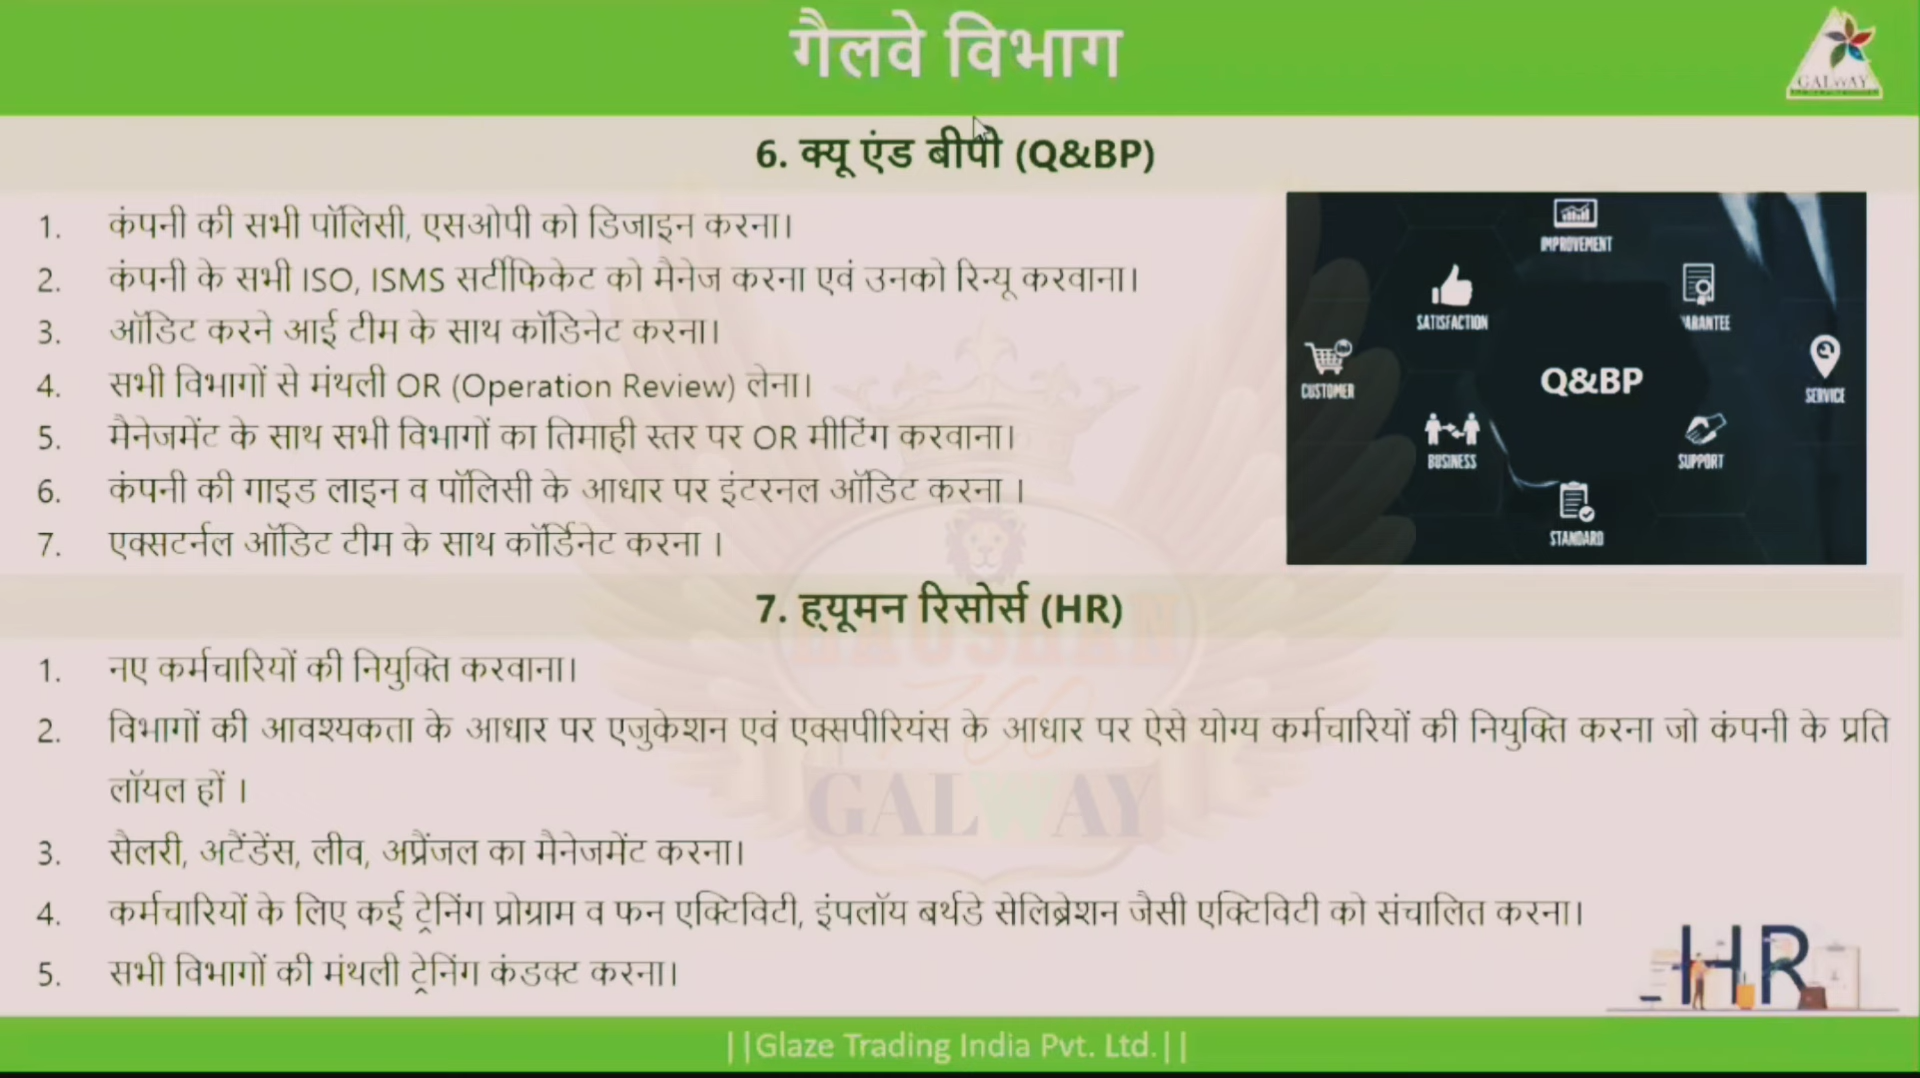 गैलवे विभाग
GALWAY
6. क्यू एंड बीपी (Q&BP)
1. कंपनी की सभी पॉलिसी, एसओपी को डिजाइन करना।
2. कंपनी के सभी ISO, ISMS सर्टीफिकेट को मैनेज करना एवं उनको रिन्यू करवाना।
3. ऑडिट करने आई टीम के साथ कॉडिनेट करना।
4. सभी विभागों से मंथली OR (Operation Review) लेना।
5. मैनेजमेंट के साथ सभी विभागों का तिमाही स्तर पर OR मीटिंग करवाना।
6. कंपनी की गाइड लाइन व पॉलिसी के आधार पर इंटरनल ऑडिट करना ।
7. एक्सटर्नल ऑडिट टीम के साथ कॉर्डिनेट करना ।
IMPROVEMENT
SATISFACTION
ARANTEE
CUSTOMER
Q&BP
SERVICE
BUSINESS
SUPPORT
STANDARD
7. ह्यूमन रिसोर्स (HR)
1. नए कर्मचारियों की नियुक्ति करवाना।
2. विभागों की आवश्यकता के आधार पर एजुकेशन एवं एक्सपीरियंस के आधार पर ऐसे योग्य कर्मचारियों की नियुक्ति करना जो कंपनी के प्रति
लॉयल हों ।
3. सैलरी, अटैंडेंस, लीव, अप्रैंजल का मैनेजमेंट करना।
4. कर्मचारियों के लिए कई ट्रेनिंग प्रोग्राम व फन एक्टिविटी, इंपलॉय बर्थडे सेलिब्रेशन जैसी एक्टिविटी को संचालित करना।
5. सभी विभागों की मंथली ट्रेनिंग कंडक्ट करना।
GALWAY
HR
||Glaze Trading India Pvt. Ltd.||